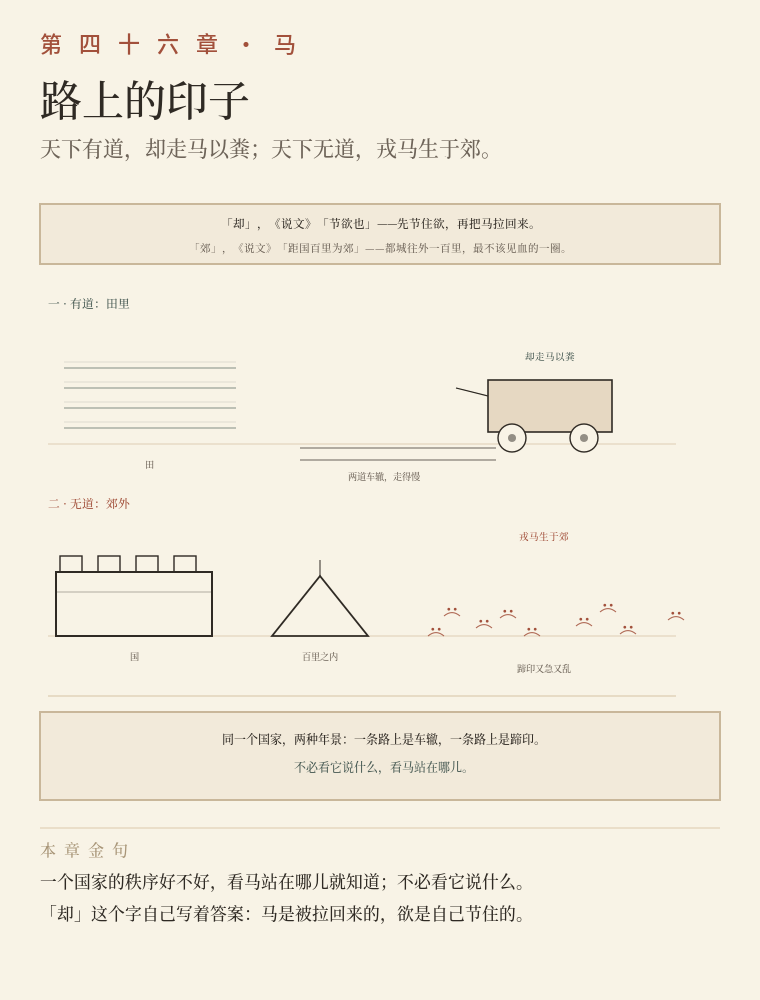 第四十六章·马
路上的印子
天下有道，却走马以粪；天下无道，戎马生于郊。
「却」，《说文》「节欲也」——先节住欲，再把马拉回来。
「郊」，《说文》「距国百里为郊」——都城往外一百里，最不该见血的一圈。
一·有道：田里
却走马以粪
田
两道车辙，走得慢
二·无道：郊外
戎马生于郊
国
百里之内
蹄印又急又乱
同一个国家，两种年景：一条路上是车辙，一条路上是蹄印。
不必看它说什么，看马站在哪儿。
本章金句
一个国家的秩序好不好，看马站在哪儿就知道；不必看它说什么。
「却」这个字自己写着答案：马是被拉回来的，欲是自己节住的。